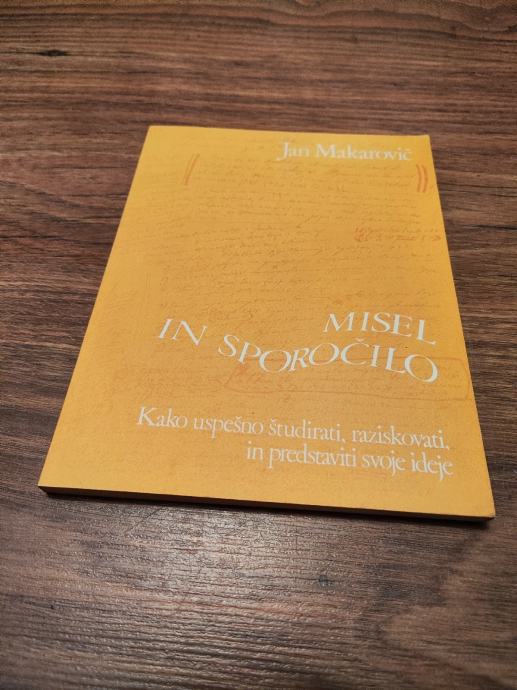 Jan Makarovič
MISEL
IN SPOROČILO
Kako uspešno študirati, raziskovati,
in predstaviti svoje ideje